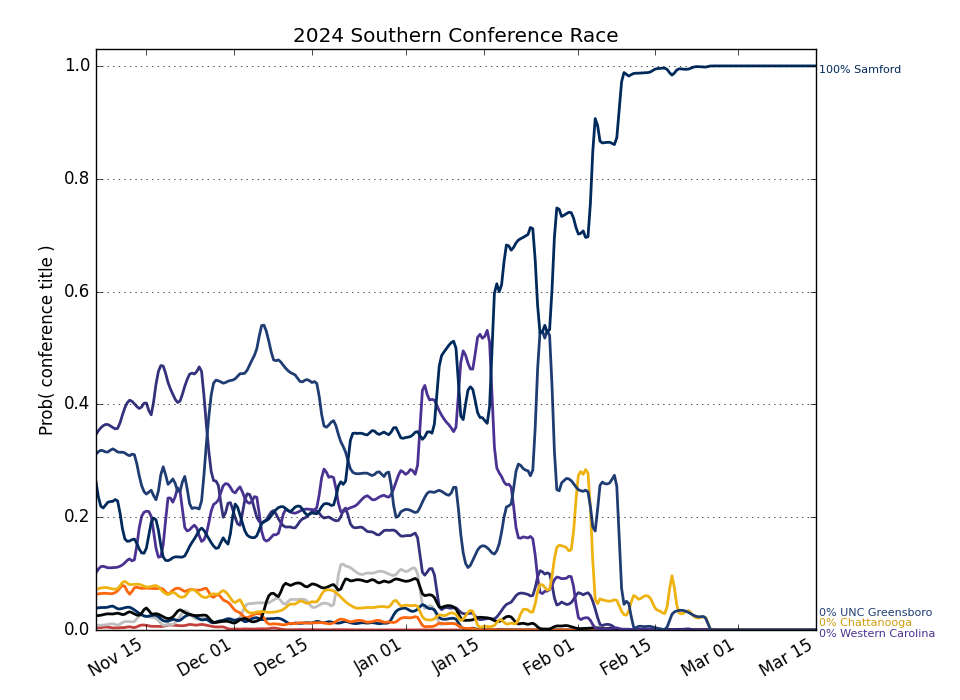 2024 Southern Conference Race
Prob( conference title )
1.0
0.8
0.6
0.4
0.2
0.0
100% Samford
0% UNC Greensboro
0% Chattanooga
0% Western Carolina
Nov 15
Dec 01
Dec 15
Jan 01
Jan 15
Feb 01
Feb 15
Mar 01
Mar 15